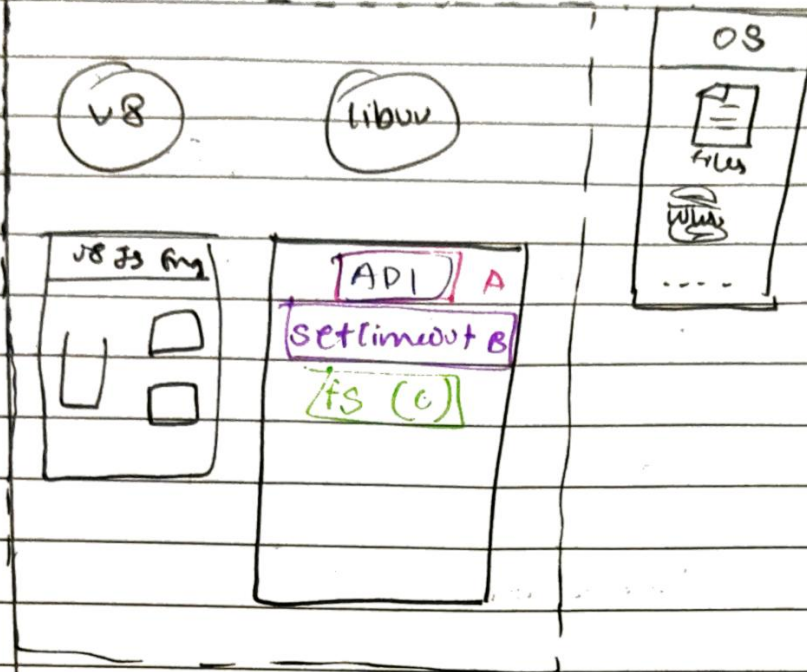 V8
libuv
OS
files
V8 JS Eng
API A
setTimeout B
fs (C)
....